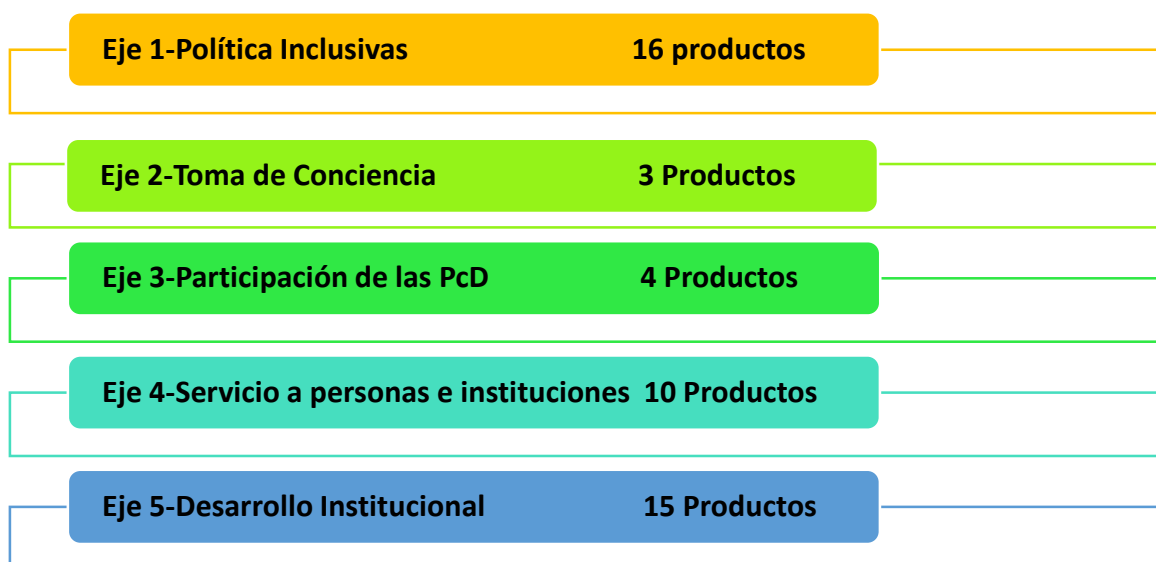 Eje 1-Política Inclusivas 16 productos
Eje 2-Toma de Conciencia 3 Productos
Eje 3-Participación de las PcD 4 Productos
Eje 4-Servicio a personas e instituciones 10 Productos
Eje 5-Desarrollo Institucional 15 Productos